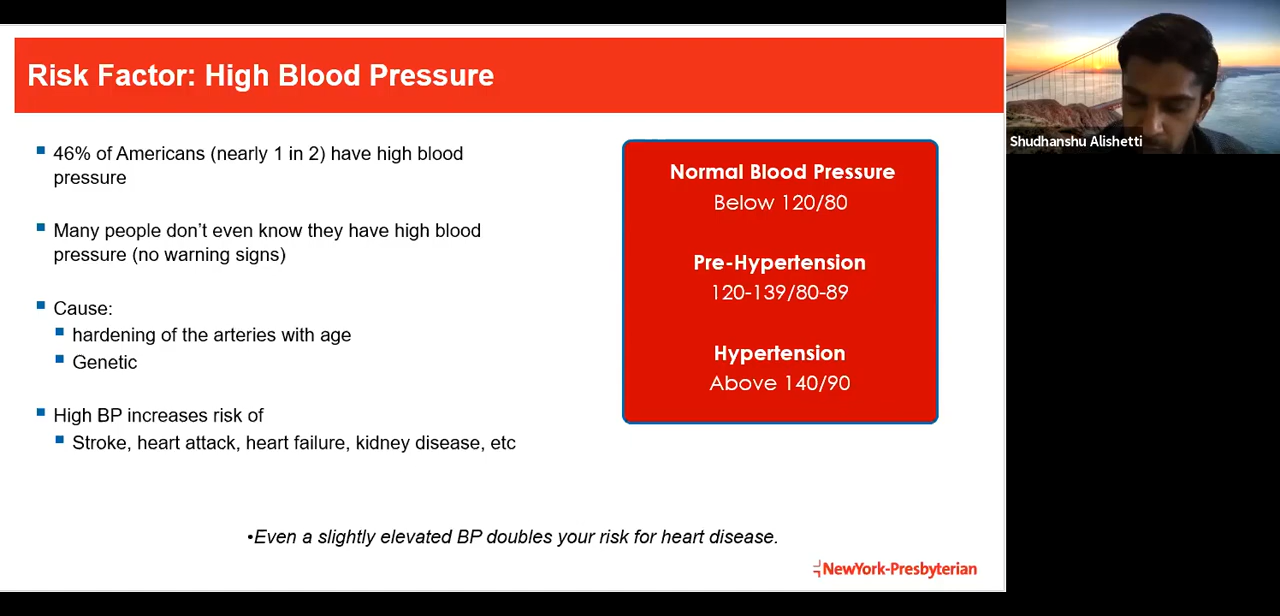 Risk Factor: High Blood Pressure
46% of Americans (nearly 1 in 2) have high blood
pressure
Many people don’t even know they have high blood
pressure (no warning signs)
Cause:
hardening of the arteries with age
Genetic
High BP increases risk of
Stroke, heart attack, heart failure, kidney disease, etc
Normal Blood Pressure
Below 120/80
Pre-Hypertension
120-139/80-89
Hypertension
Above 140/90
•Even a slightly elevated BP doubles your risk for heart disease.
NewYork-Presbyterian
Shudhanshu Alishetti